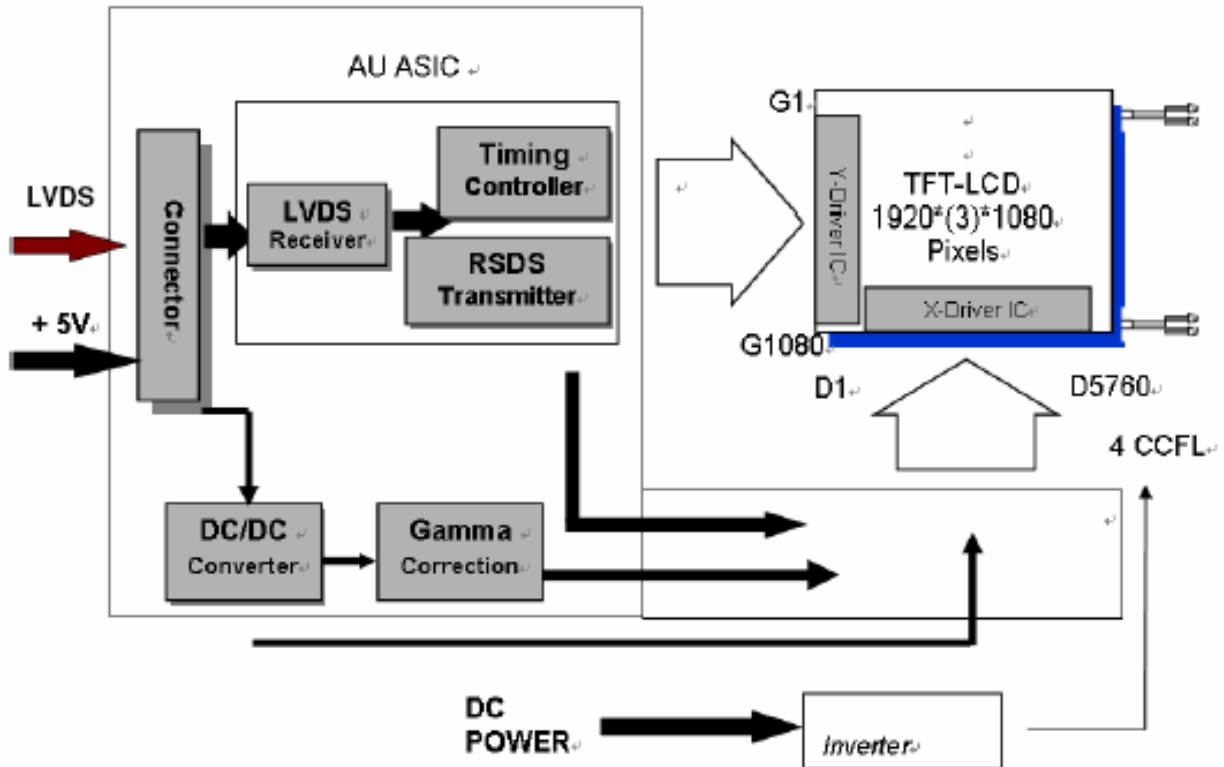 AU ASIC
LVDS
+ 5V
Connector
LVDS
Receiver
Timing
Controller
RSDS
Transmitter
DC/DC
Converter
Gamma
Correction
G1
Y-Driver IC
TFT-LCD
1920*(3)*1080
Pixels
X-Driver IC
G1080
D1
D5760
4 CCFL
DC
POWER
Inverter